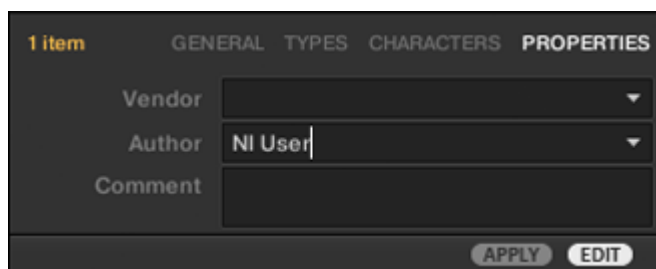 1 item GENERAL TYPES CHARACTERS PROPERTIES
Vendor
Author NI User
Comment
APPLY EDIT